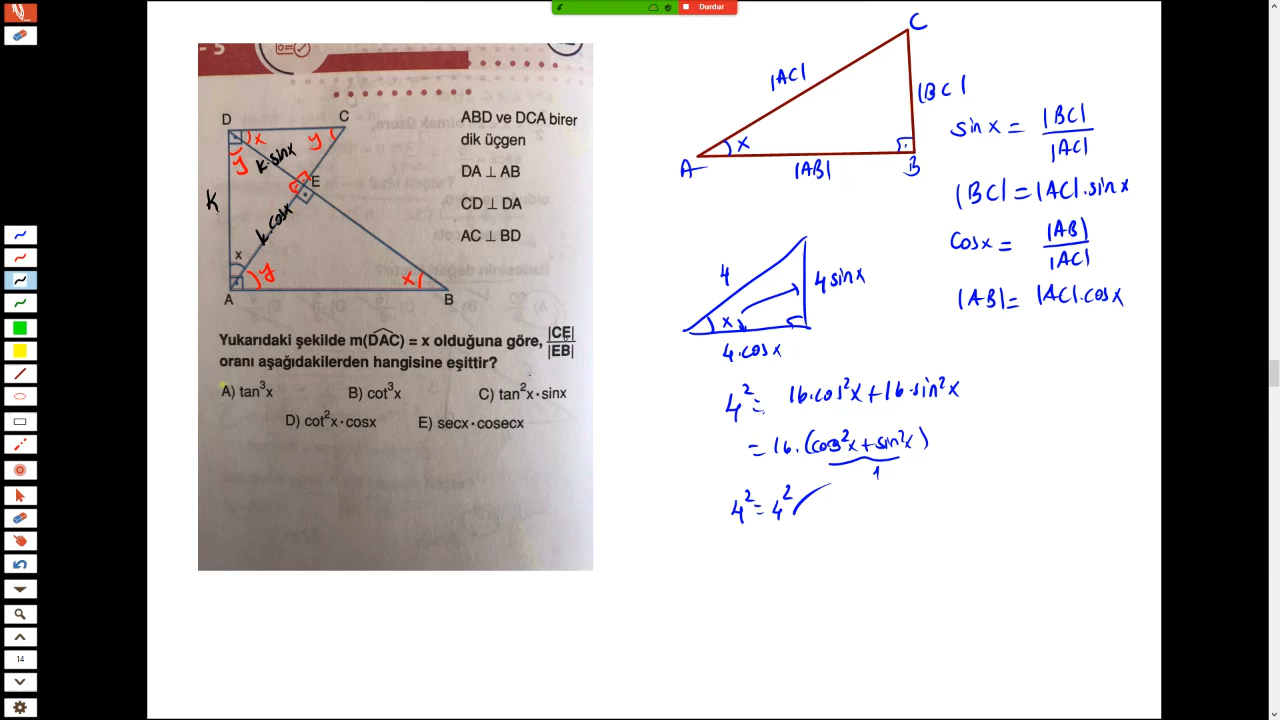 Durdur
- 5
D
C
x
y
y
k·sinx
E
k
k·cosx
x
y
x
A
B
ABD ve DCA birer
dik üçgen
DA ⊥ AB
CD ⊥ DA
AC ⊥ BD
Yukarıdaki şekilde m(DAC) = x olduğuna göre, |CE|/|EB|
oranı aşağıdakilerden hangisine eşittir?
A) tan³x B) cot³x C) tan²x·sinx
D) cot²x·cosx E) secx·cosecx
C
|AC|
|BC|
x
A
|AB|
B
sinx = |BC|/|AC|
|BC| = |AC|·sinx
cosx = |AB|/|AC|
|AB| = |AC|·cosx
4
4sinx
x
4·cosx
4² = 16·cos²x + 16·sin²x
= 16·(cos²x + sin²x)
1
4² = 4²
14